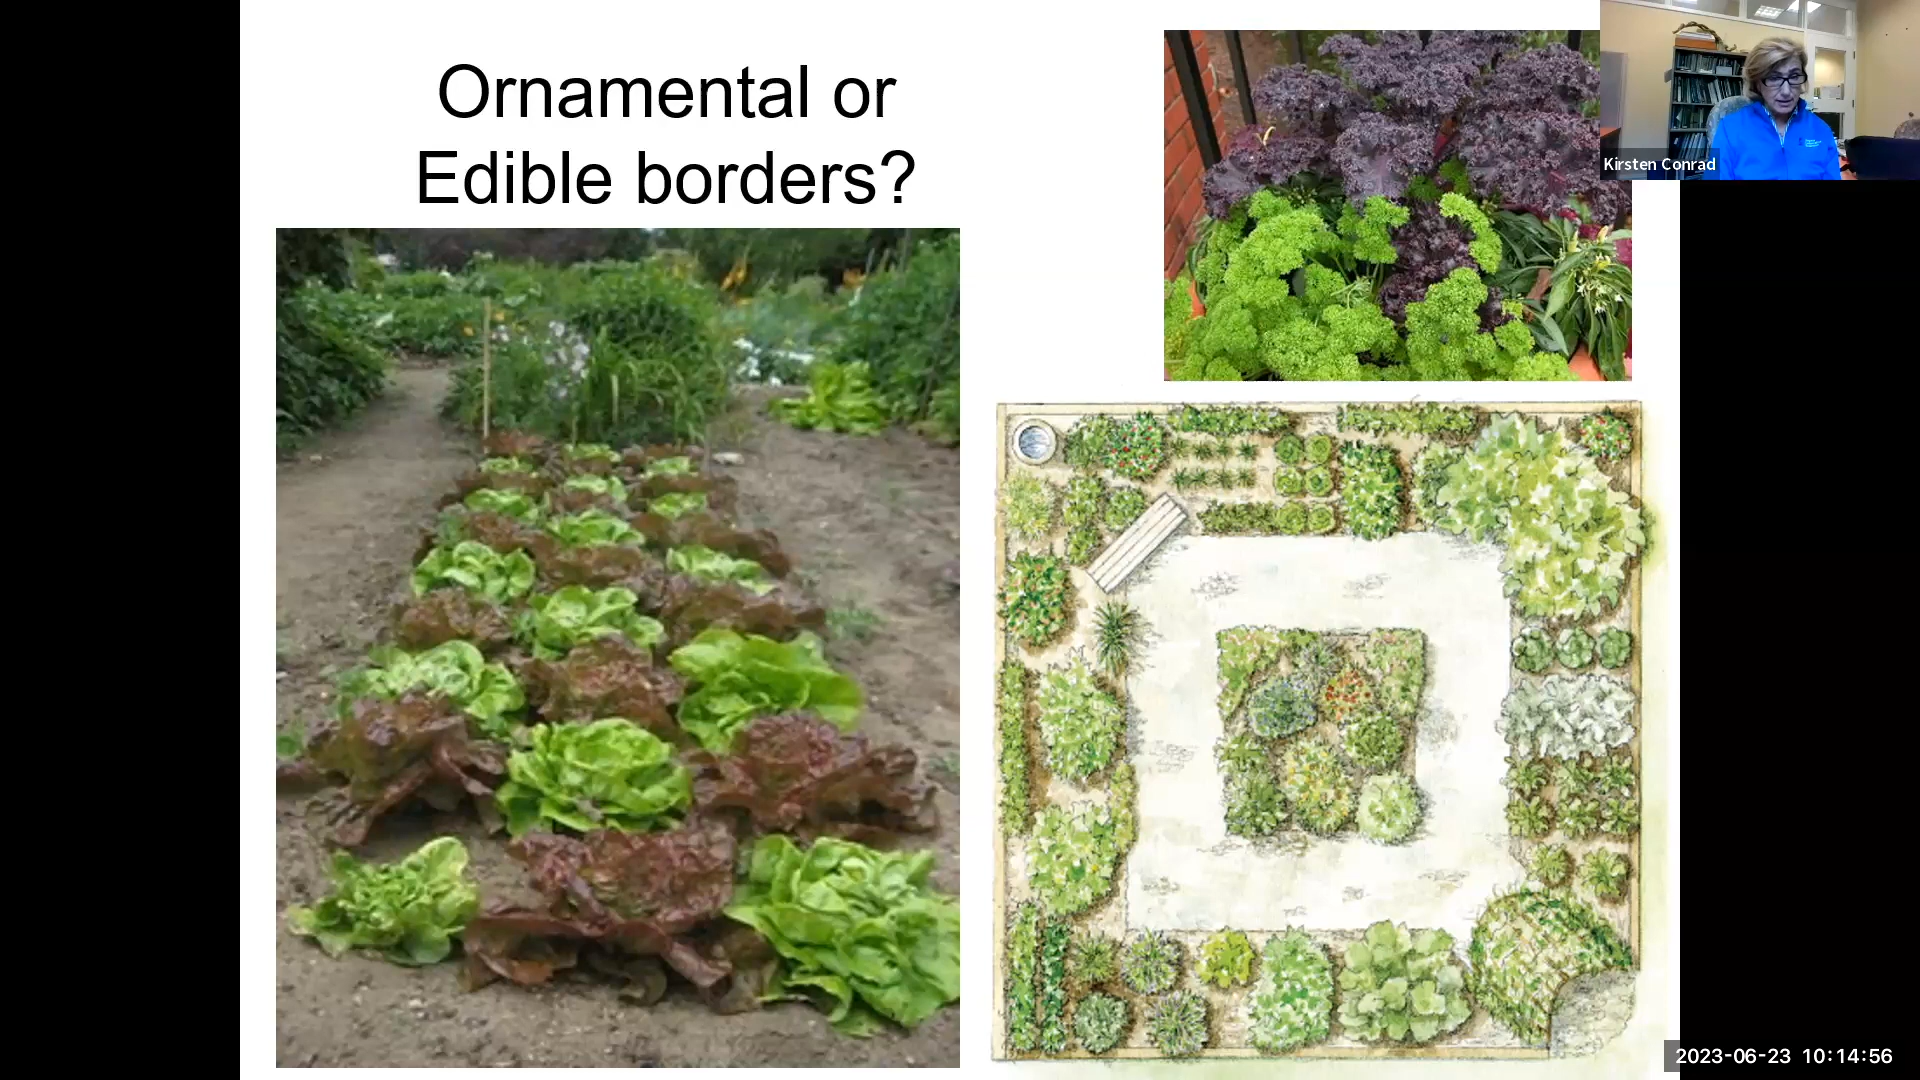 Ornamental or
Edible borders?
Kirsten Conrad
2023-06-23 10:14:56